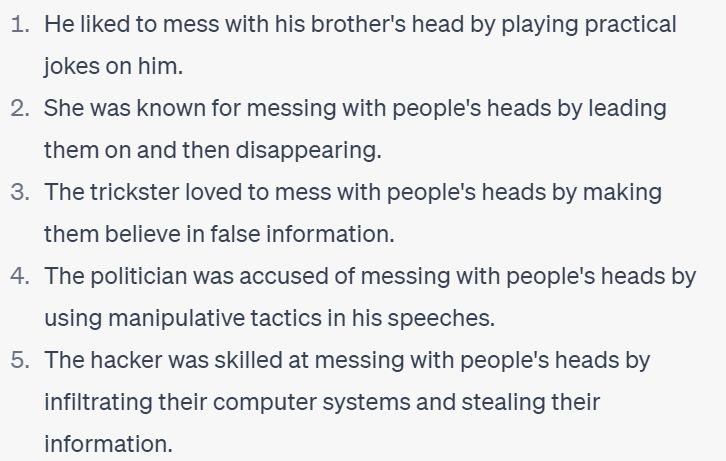 1. He liked to mess with his brother's head by playing practical
jokes on him.
2. She was known for messing with people's heads by leading
them on and then disappearing.
3. The trickster loved to mess with people's heads by making
them believe in false information.
4. The politician was accused of messing with people's heads by
using manipulative tactics in his speeches.
5. The hacker was skilled at messing with people's heads by
infiltrating their computer systems and stealing their
information.